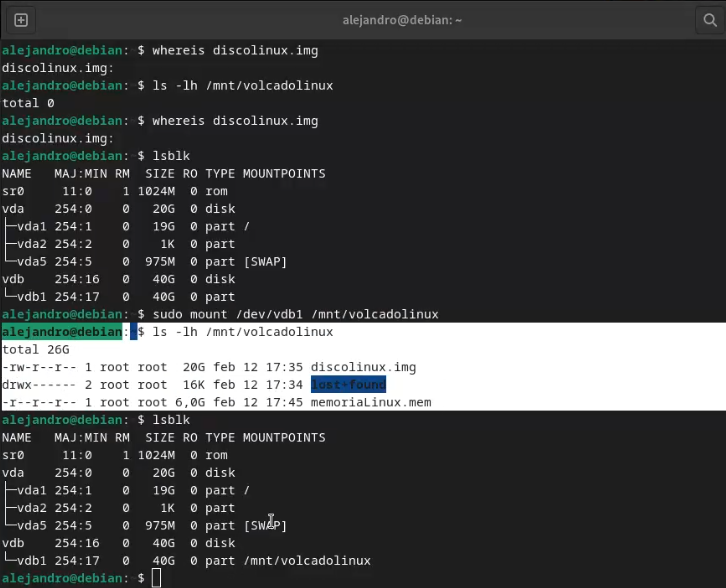 alejandro@debian: ~
alejandro@debian:~$ whereis discolinux.img
discolinux.img:
alejandro@debian:~$ ls -lh /mnt/volcadolinux
total 0
alejandro@debian:~$ whereis discolinux.img
discolinux.img:
alejandro@debian:~$ lsblk
NAME   MAJ:MIN RM  SIZE RO TYPE MOUNTPOINTS
sr0     11:0    1 1024M  0 rom
vda    254:0    0   20G  0 disk
├─vda1 254:1    0   19G  0 part /
├─vda2 254:2    0    1K  0 part
└─vda5 254:5    0  975M  0 part [SWAP]
vdb    254:16   0   40G  0 disk
└─vdb1 254:17   0   40G  0 part
alejandro@debian:~$ sudo mount /dev/vdb1 /mnt/volcadolinux
alejandro@debian:~$ ls -lh /mnt/volcadolinux
total 26G
-rw-r--r-- 1 root root  20G feb 12 17:35 discolinux.img
drwx------ 2 root root  16K feb 12 17:34 lost+found
-r--r--r-- 1 root root 6,0G feb 12 17:45 memoriaLinux.mem
alejandro@debian:~$ lsblk
NAME   MAJ:MIN RM  SIZE RO TYPE MOUNTPOINTS
sr0     11:0    1 1024M  0 rom
vda    254:0    0   20G  0 disk
├─vda1 254:1    0   19G  0 part /
├─vda2 254:2    0    1K  0 part
└─vda5 254:5    0  975M  0 part [SWAP]
vdb    254:16   0   40G  0 disk
└─vdb1 254:17   0   40G  0 part /mnt/volcadolinux
alejandro@debian:~$